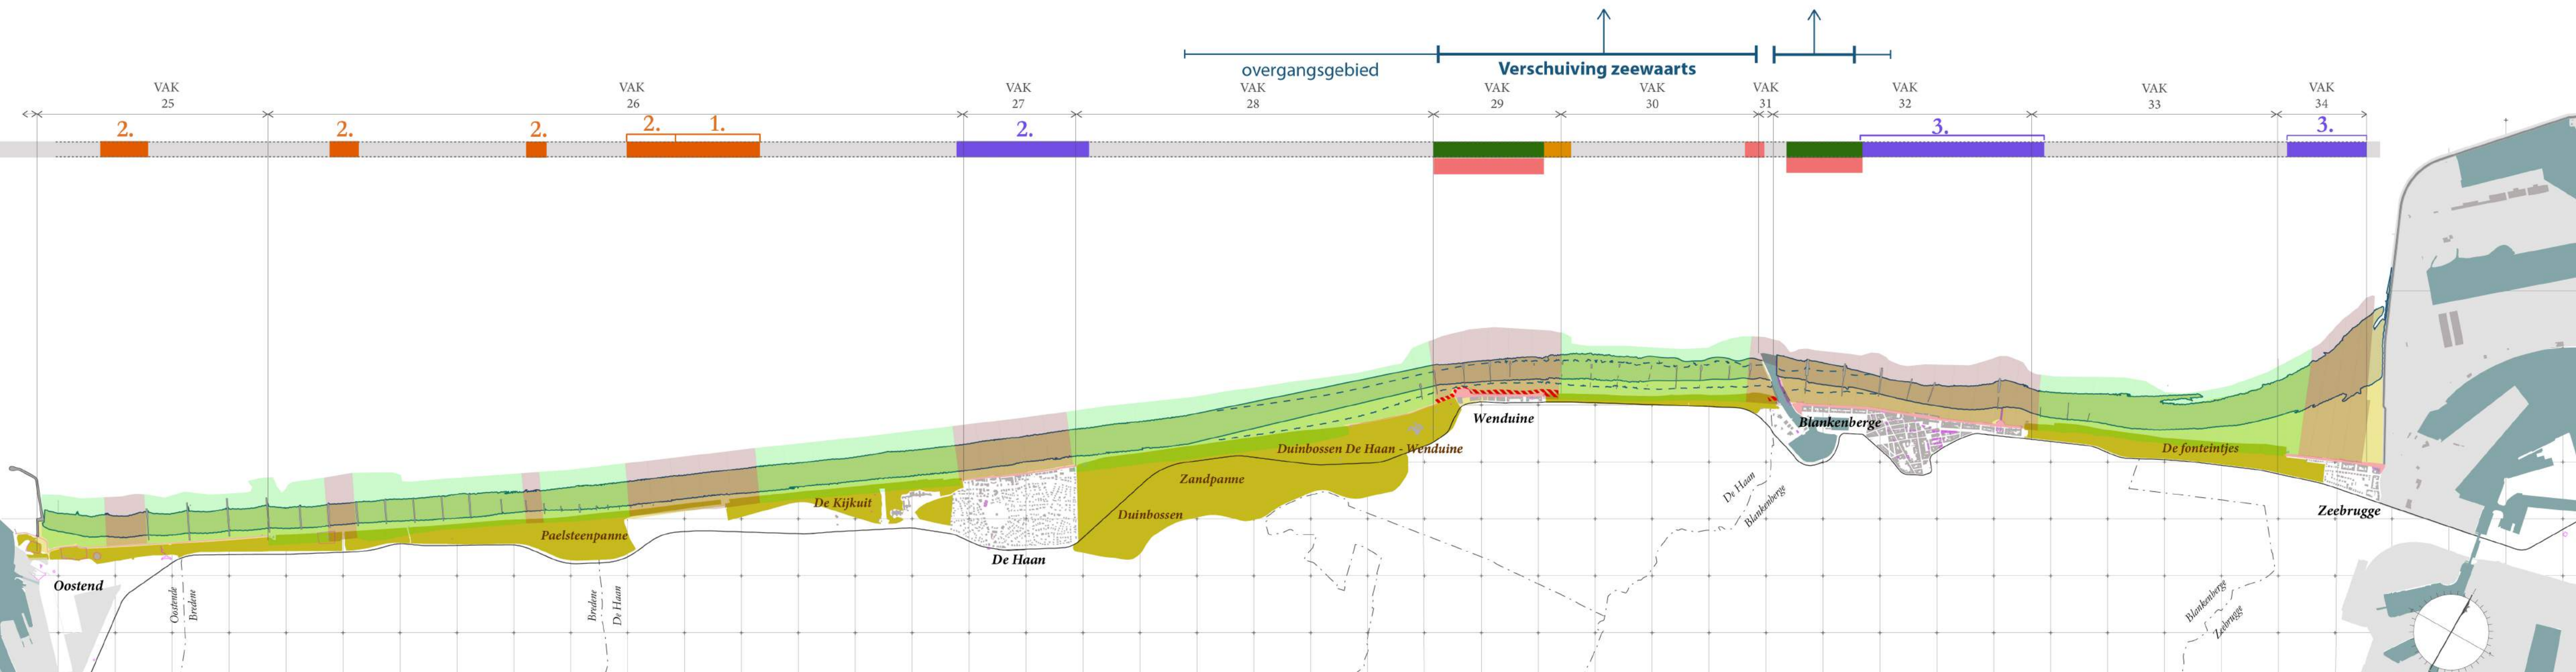 overgangsgebied
Verschuiving zeewaarts
VAK
25
VAK
26
VAK
27
VAK
28
VAK
29
VAK
30
VAK
31
VAK
32
VAK
33
VAK
34
2.
2.
2.
2.
1.
2.
3.
3.
Oostend
Oostende
Bredene
Paelsteenpanne
Bredene
De Haan
De Kijkuit
De Haan
Duinbossen
Zandpanne
Duinbossen De Haan - Wenduine
Wenduine
De Haan
Blankenberge
Blankenberge
De fonteintjes
Blankenberge
Zeebrugge
Zeebrugge